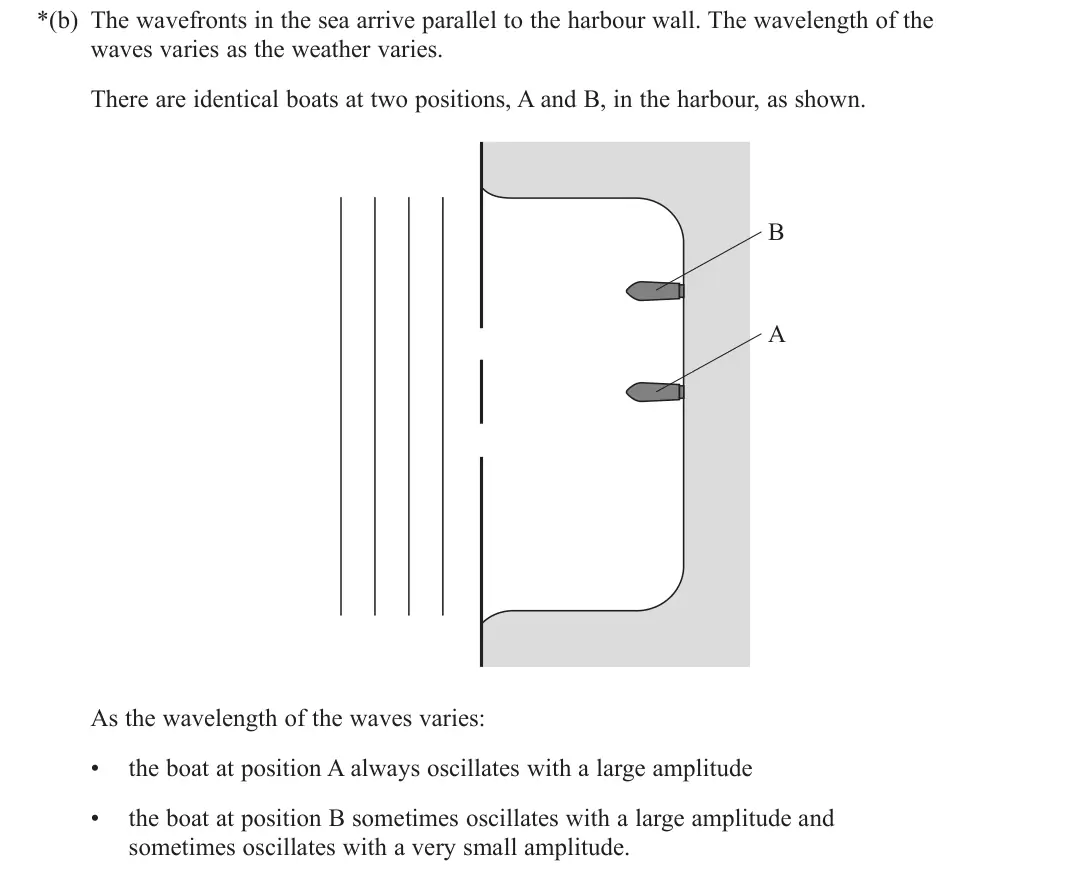 *(b) The wavefronts in the sea arrive parallel to the harbour wall. The wavelength of the
waves varies as the weather varies.
There are identical boats at two positions, A and B, in the harbour, as shown.
B
A
As the wavelength of the waves varies:
• the boat at position A always oscillates with a large amplitude
• the boat at position B sometimes oscillates with a large amplitude and
sometimes oscillates with a very small amplitude.